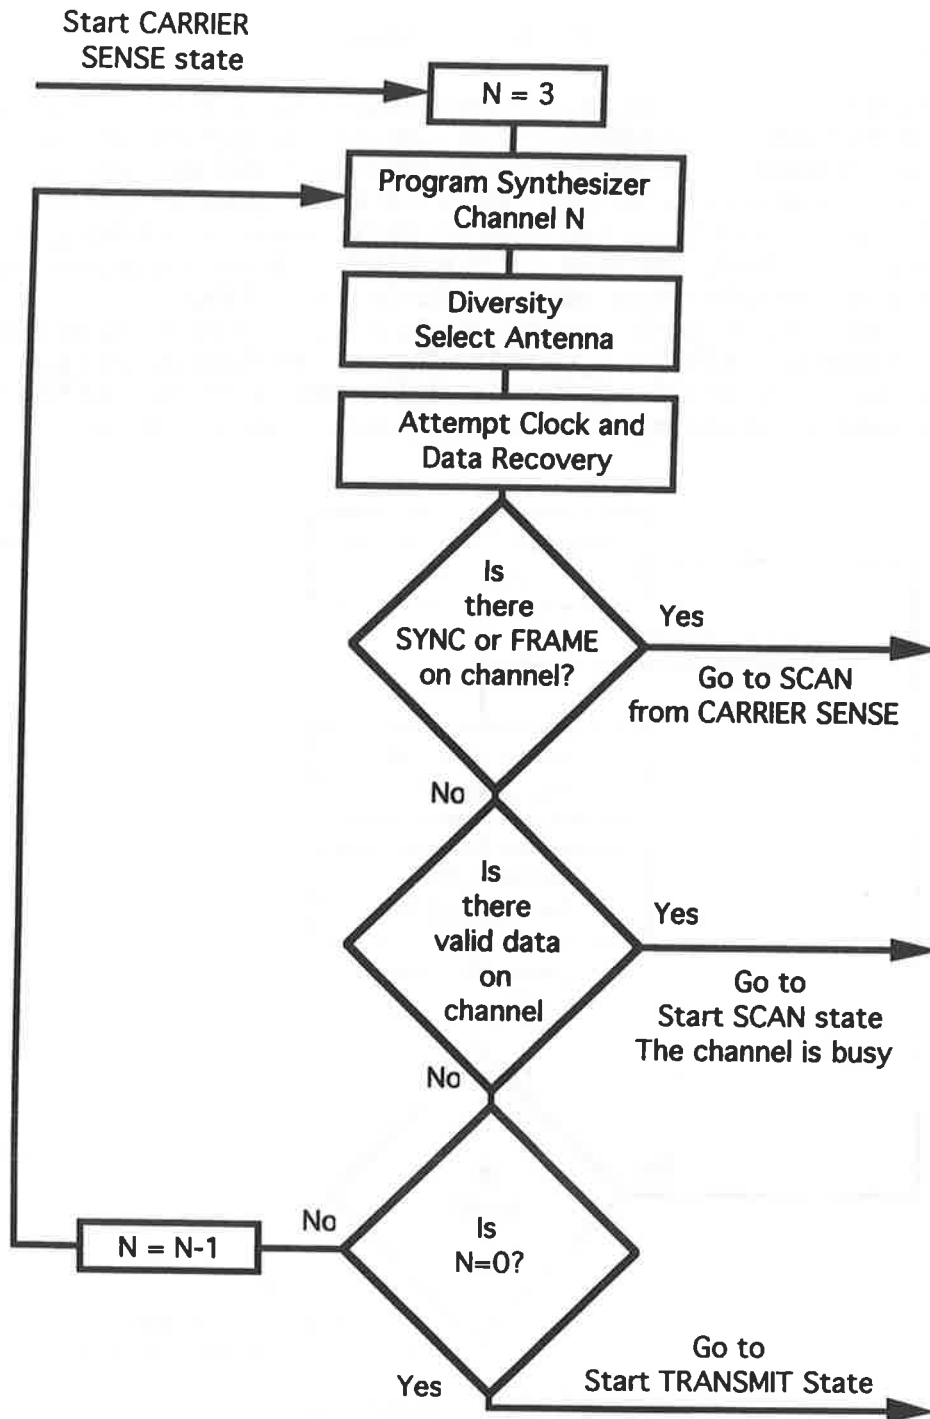 Start CARRIER
SENSE state
N = 3
Program Synthesizer
Channel N
Diversity
Select Antenna
Attempt Clock and
Data Recovery
Is
there
SYNC or FRAME
on channel?
Yes
Go to SCAN
from CARRIER SENSE
No
Is
there
valid data
on
channel
Yes
Go to
Start SCAN state
The channel is busy
No
Is
N=0?
No
N = N-1
Yes
Go to
Start TRANSMIT State